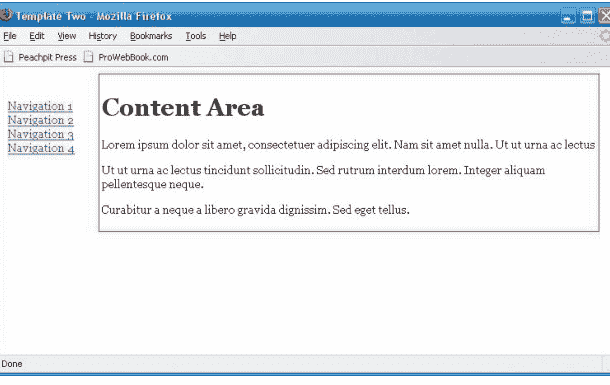 Template Two - Mozilla Firefox
File Edit View History Bookmarks Tools Help
Peachpit Press ProWebBook.com
Navigation 1
Navigation 2
Navigation 3
Navigation 4
Content Area
Lorem ipsum dolor sit amet, consectetuer adipiscing elit. Nam sit amet nulla. Ut ut urna ac lectus
Ut ut urna ac lectus tincidunt sollicitudin. Sed rutrum interdum lorem. Integer aliquam
pellentesque neque.
Curabitur a neque a libero gravida dignissim. Sed eget tellus.
Done